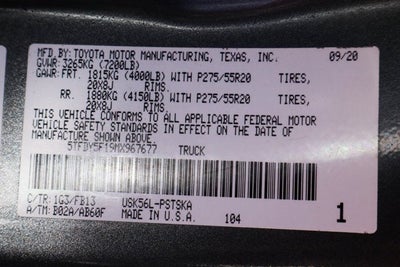 MFD.BY:TOYOTA MOTOR MANUFACTURING, TEXAS, INC. 09/20
GVWR:3265KG (7200LB)
GAWR:FRT. 1815KG (4000LB)WITH P275/55R20 TIRES,
20X8J RIMS.
RR. 1880KG (4150LB)WITH P275/55R20 TIRES,
20X8J RIMS.
THIS VEHICLE CONFORMS TO ALL APPLICABLE FEDERAL MOTOR
VEHICLE SAFETY STANDARDS IN EFFECT ON THE DATE OF
MANUFACTURE SHOWN ABOVE.
5TFDY5F19MX967677 TRUCK
C/TR:1G3/FB13 USK56L-PSTSKA
A/TM:B02A/AB60F MADE IN U.S.A. 104 1